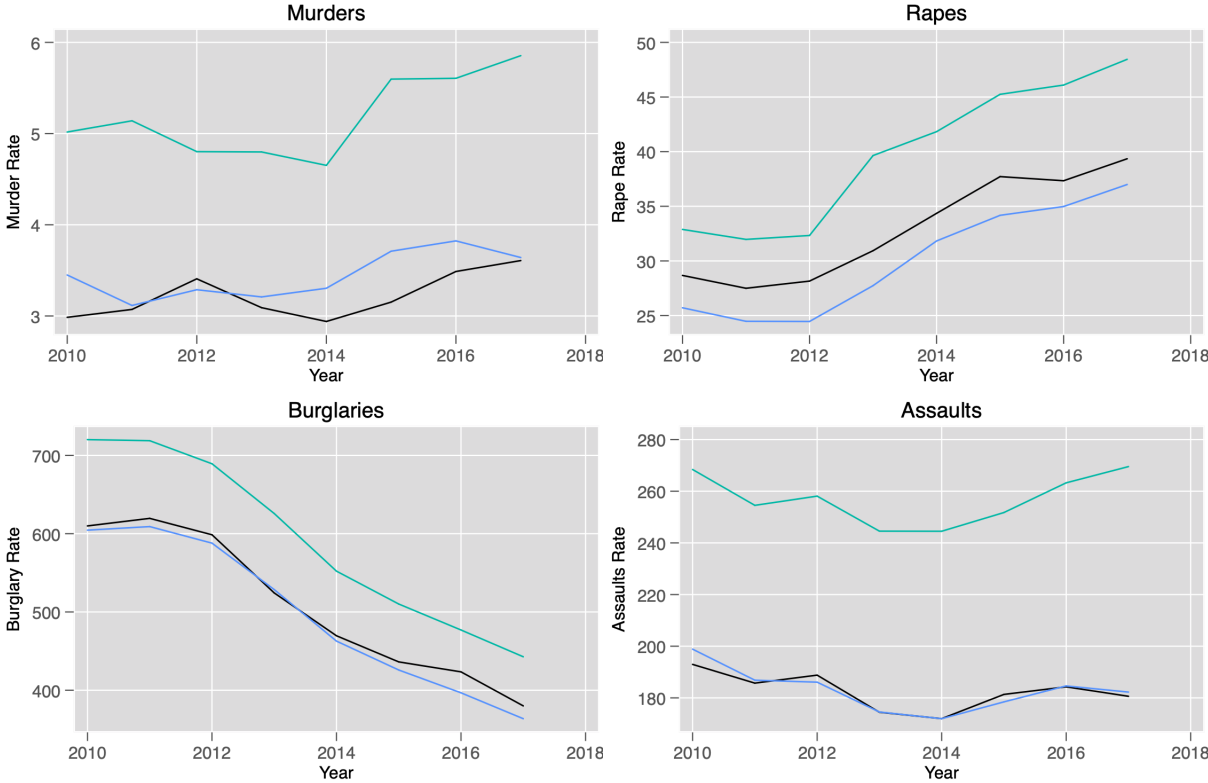 Murders
Murder Rate
6
5
4
3
2010 2012 2014 2016 2018
Year
Rapes
Rape Rate
50
45
40
35
30
25
2010 2012 2014 2016 2018
Year
Burglaries
Burglary Rate
700
600
500
400
2010 2012 2014 2016 2018
Year
Assaults
Assaults Rate
280
260
240
220
200
180
2010 2012 2014 2016 2018
Year